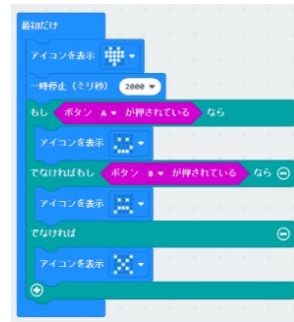 最初だけ
アイコンを表示
一時停止（ミリ秒） 2000
もし ボタン A が押されている なら
アイコンを表示
でなければもし ボタン B が押されている なら
アイコンを表示
でなければ
アイコンを表示